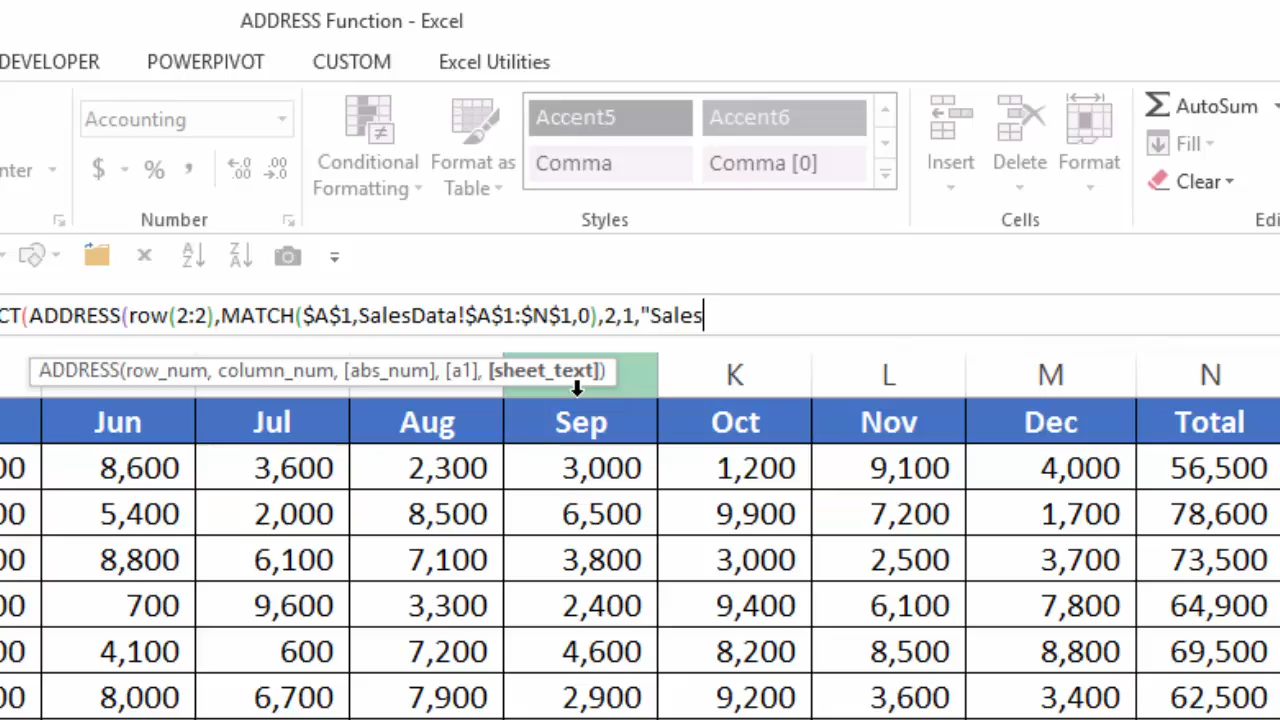 ADDRESS Function - Excel
DEVELOPER POWERPIVOT CUSTOM Excel Utilities
Accounting
$ % ,
Number
Conditional Formatting
Format as Table
Accent5 Accent6
Comma Comma [0]
Styles
Insert Delete Format
Cells
AutoSum
Fill
Clear
CT(ADDRESS(row(2:2),MATCH($A$1,SalesData!$A$1:$N$1,0),2,1,"Sales
ADDRESS(row_num, column_num, [abs_num], [a1], [sheet_text])
K L M N
Jun Jul Aug Sep Oct Nov Dec Total
00 8,600 3,600 2,300 3,000 1,200 9,100 4,000 56,500
00 5,400 2,000 8,500 6,500 9,900 7,200 1,700 78,600
00 8,800 6,100 7,100 3,800 3,000 2,500 3,700 73,500
00 700 9,600 3,300 2,400 9,400 6,100 7,800 64,900
00 4,100 600 7,200 4,600 8,200 8,500 8,800 69,500
00 8,000 6,700 7,900 2,900 9,200 3,600 3,400 62,500